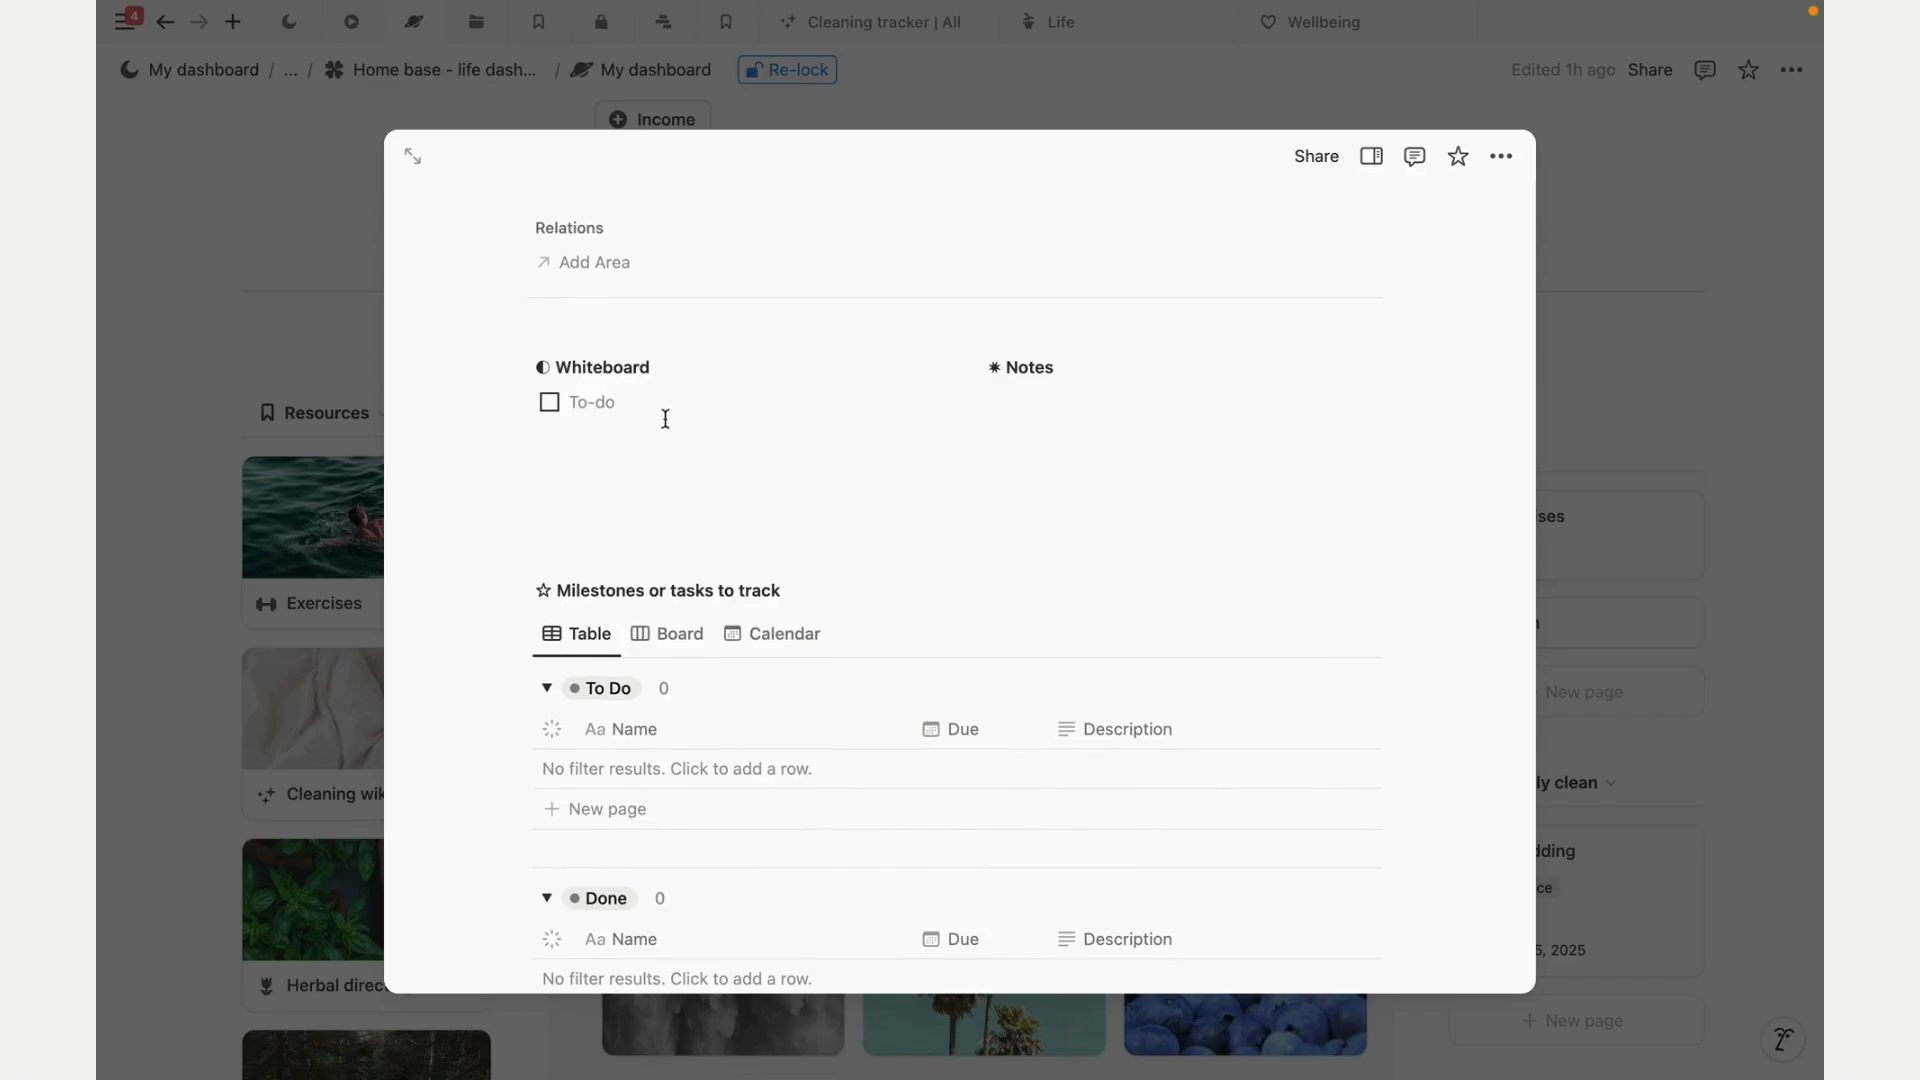 4
Cleaning tracker | All
Life
Wellbeing
My dashboard / ... / Home base - life dash... / My dashboard
Re-lock
Edited 1h ago
Share
Income
Share
Relations
Add Area
Whiteboard
To-do
Notes
Resources
Exercises
Cleaning wik
Herbal direc
Milestones or tasks to track
Table
Board
Calendar
To Do 0
Aa Name
Due
Description
No filter results. Click to add a row.
New page
Done 0
Aa Name
Due
Description
No filter results. Click to add a row.
ises
New page
ly clean
dding
ce
5, 2025
New page